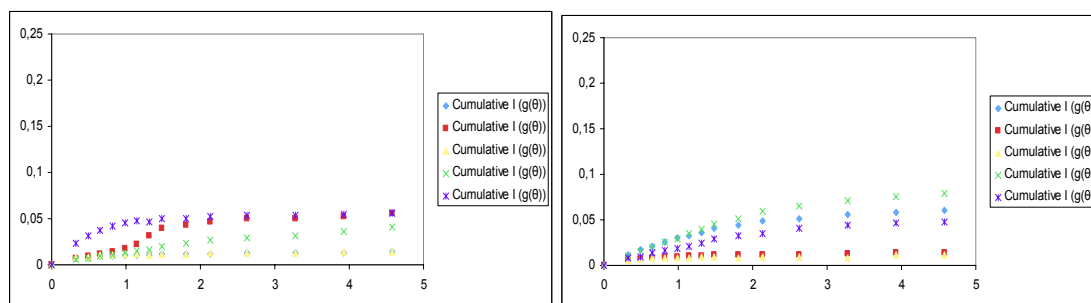 0,25
0,2
0,15
0,1
0,05
0
0 1 2 3 4 5
Cumulative I (g(θ))
Cumulative I (g(θ))
Cumulative I (g(θ))
Cumulative I (g(θ))
Cumulative I (g(θ))
0,25
0,2
0,15
0,1
0,05
0
0 1 2 3 4 5
Cumulative I (g(θ
Cumulative I (g(θ
Cumulative I (g(θ
Cumulative I (g(θ
Cumulative I (g(θ